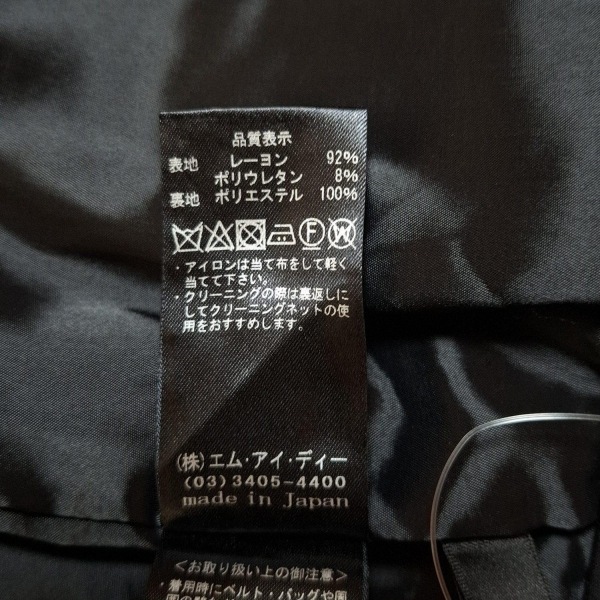 品質表示
表地 レーヨン 92%
ポリウレタン 8%
裏地 ポリエステル 100%
・アイロンは当て布をして軽く
当てて下さい。
・クリーニングの際は裏返しに
してクリーニングネットの使
用をおすすめします。
(株)エム・アイ・ディー
(03)3405-4400
made in Japan
<お取り扱い上の御注意>
・着用時にベルト・バッグや周